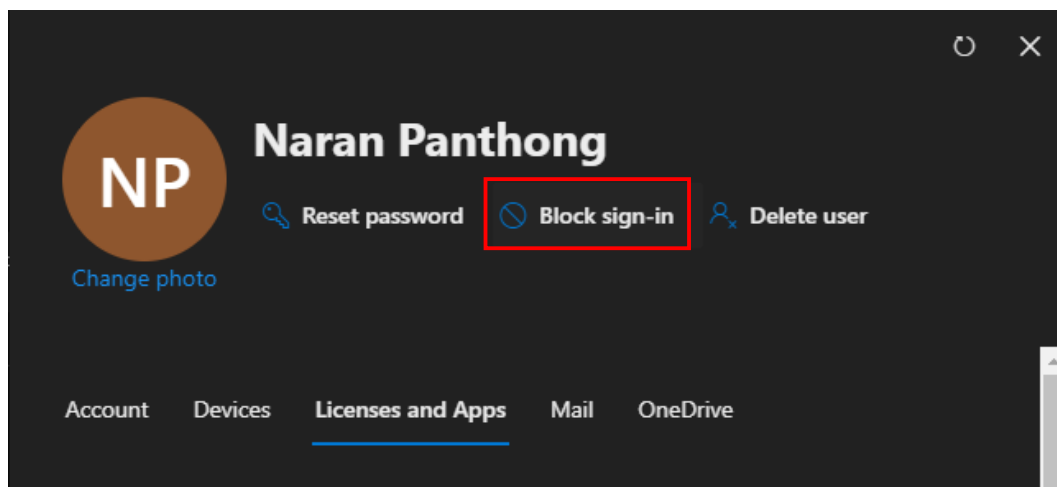 Naran Panthong
NP
Reset password Block sign-in Delete user
Change photo
Account Devices Licenses and Apps Mail OneDrive